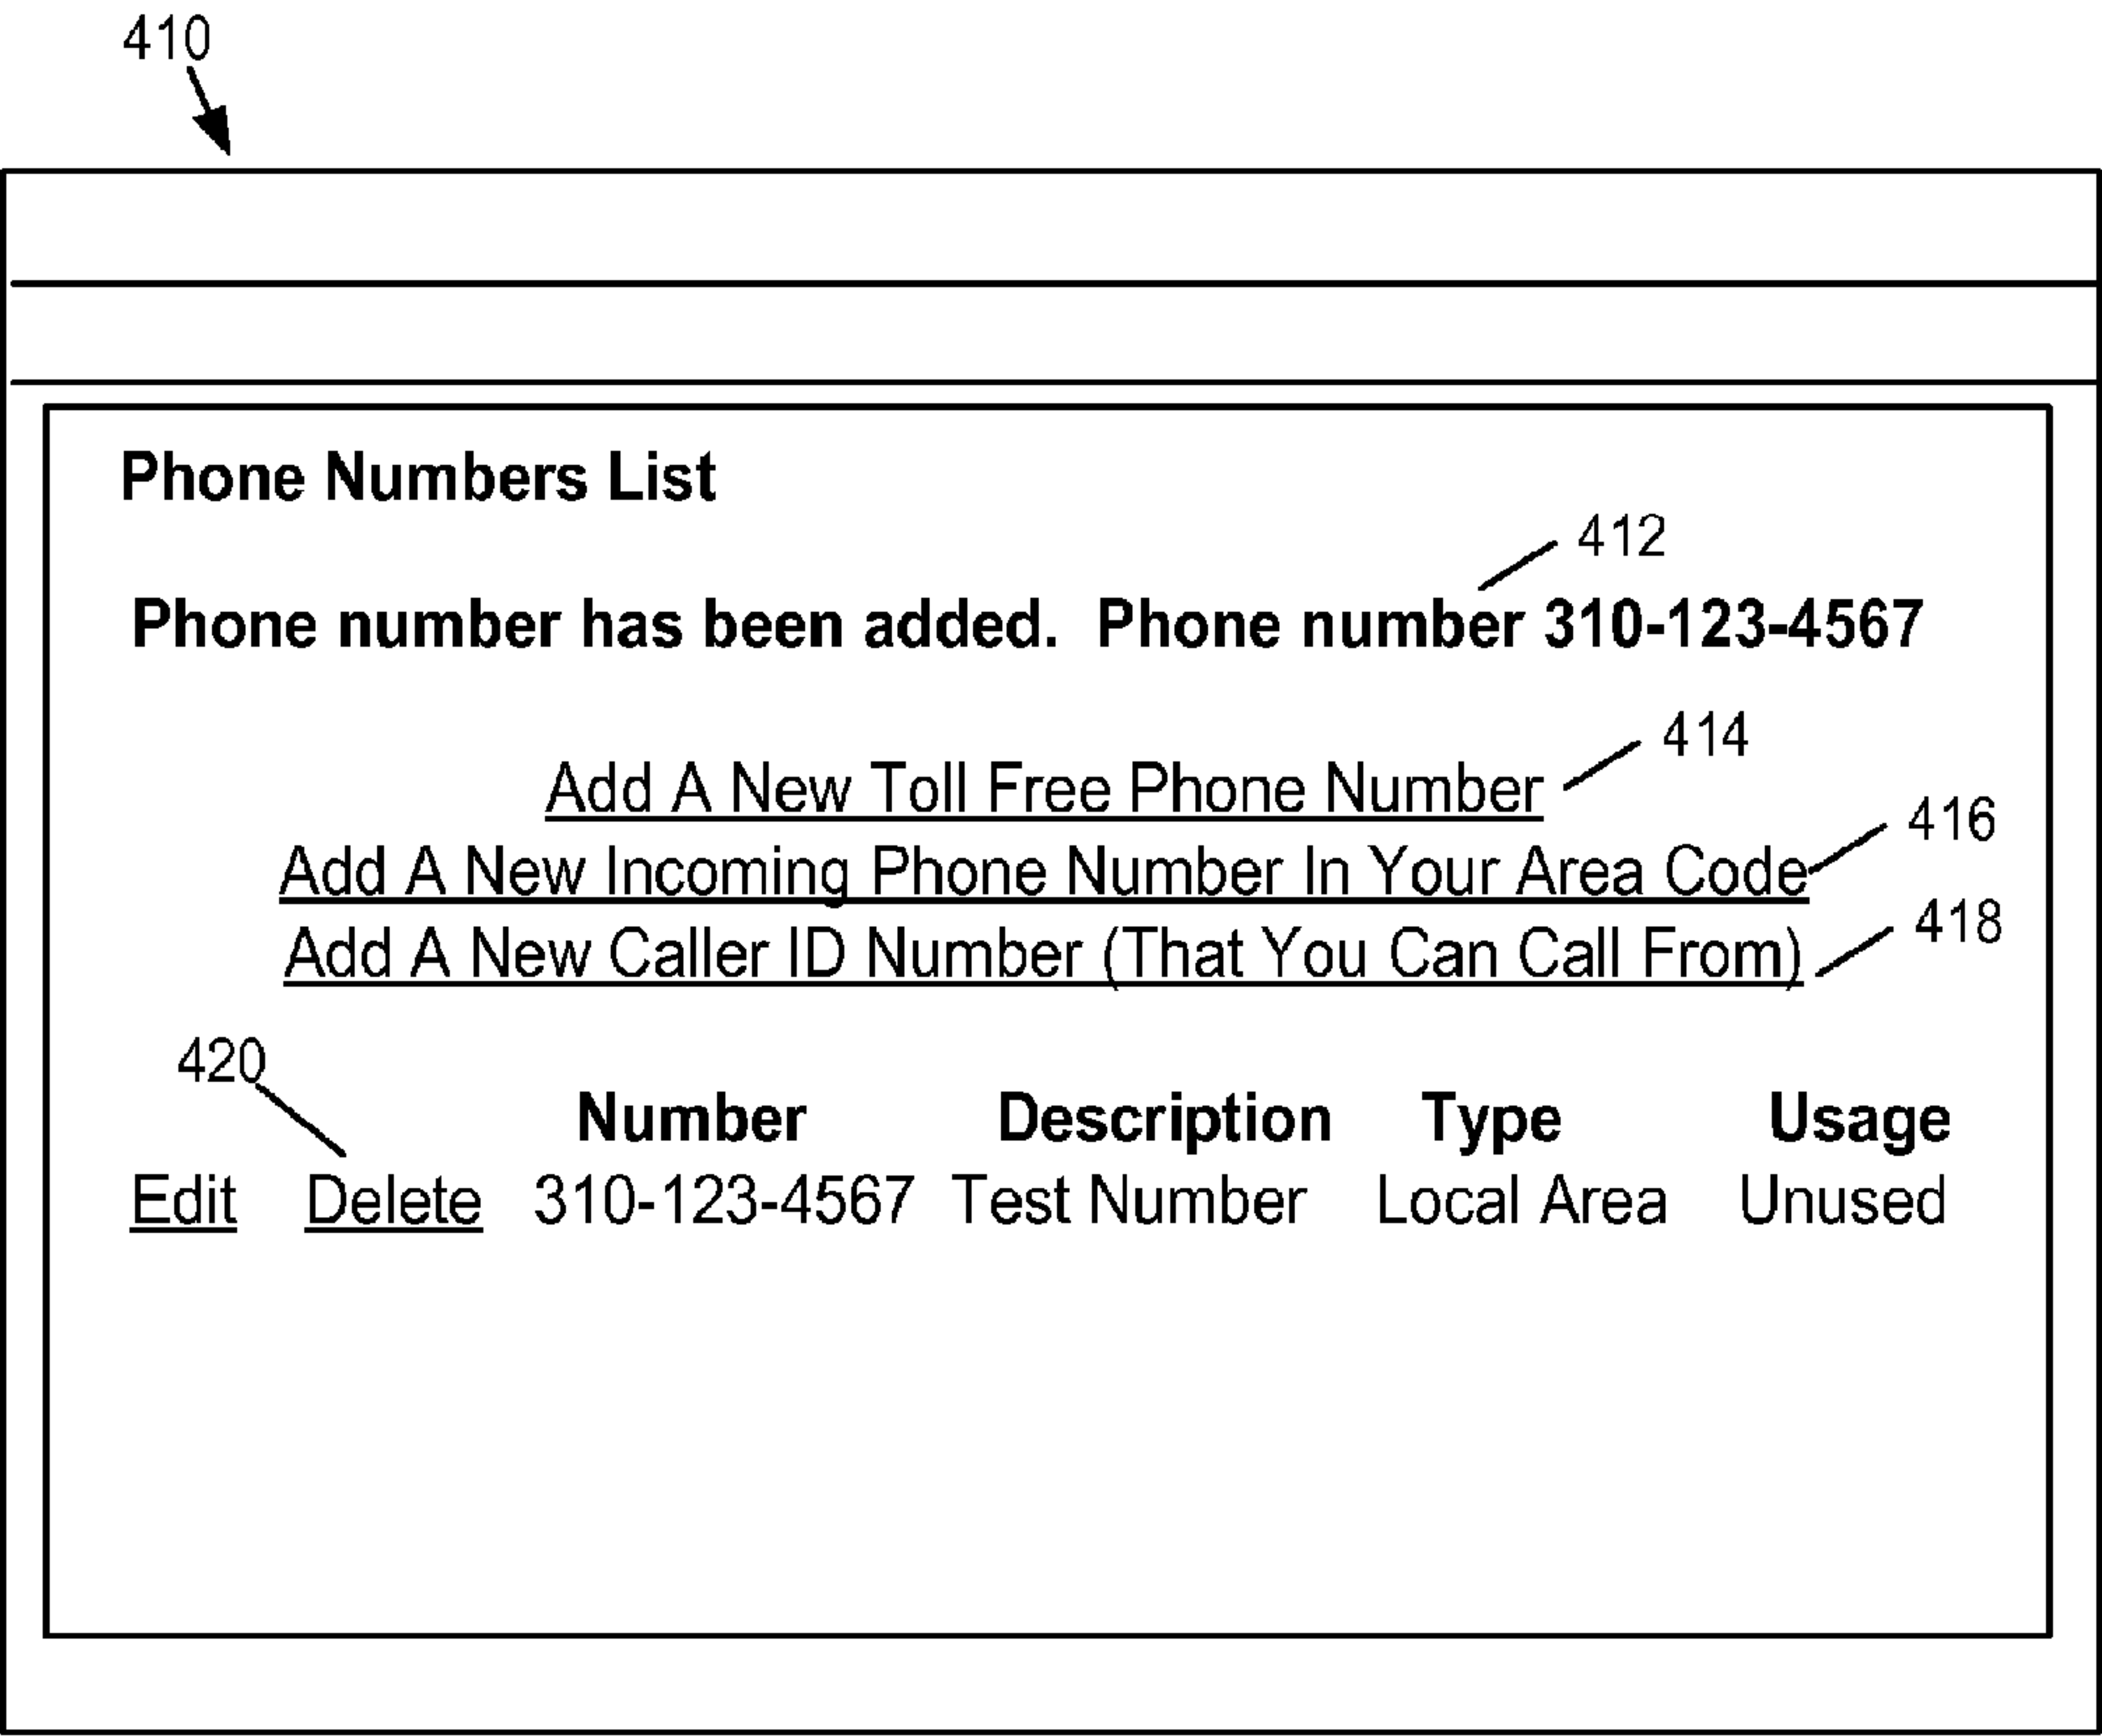 410
Phone Numbers List
412
Phone number has been added. Phone number 310-123-4567
414
Add A New Toll Free Phone Number
416
Add A New Incoming Phone Number In Your Area Code
418
Add A New Caller ID Number (That You Can Call From)
420
Number Description Type Usage
Edit Delete 310-123-4567 Test Number Local Area Unused